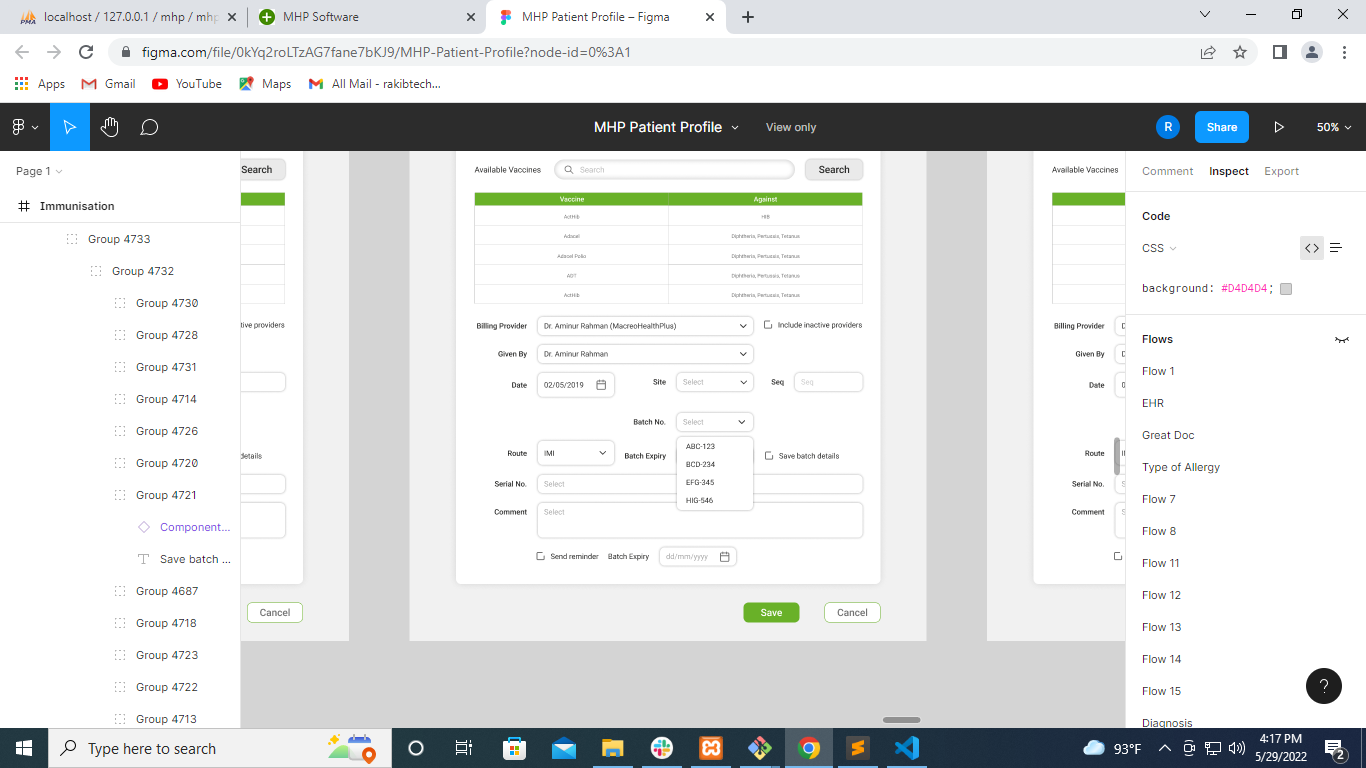 localhost / 127.0.0.1 / mhp / mhp
MHP Software
MHP Patient Profile – Figma
figma.com/file/0kYq2roLTzAG7fane7bKJ9/MHP-Patient-Profile?node-id=0%3A1
Apps
Gmail
YouTube
Maps
All Mail - rakibtech...
MHP Patient Profile
View only
R
Share
50%
Page 1
Immunisation
Group 4733
Group 4732
Group 4730
Group 4728
Group 4731
Group 4714
Group 4726
Group 4720
Group 4721
Component...
Save batch ...
Group 4687
Group 4718
Group 4723
Group 4722
Group 4713
Search
tive providers
details
Cancel
Available Vaccines
Search
Search
Vaccine Against
ActHib HIB
Adacel Diphtheria, Pertussis, Tetanus
Adacel Polio Diphtheria, Pertussis, Tetanus
ADT Diphtheria, Pertussis, Tetanus
ActHib Diphtheria, Pertussis, Tetanus
Billing Provider Dr. Aminur Rahman (MacreoHealthPlus) Include inactive providers
Given By Dr. Aminur Rahman
Date 02/05/2019 Site Select Seq Seq
Batch No. Select
ABC-123
BCD-234
EFG-345
HIG-546
Route IMI Batch Expiry Save batch details
Serial No. Select
Comment Select
Send reminder Batch Expiry dd/mm/yyyy
Save Cancel
Available Vaccines
Billing Provider
Given By
Date
Route
Serial No.
Comment
Comment
Inspect
Export
Code
CSS
background: #D4D4D4;
Flows
Flow 1
EHR
Great Doc
Type of Allergy
Flow 7
Flow 8
Flow 11
Flow 12
Flow 13
Flow 14
Flow 15
Diagnosis
?
Type here to search
93°F
4:17 PM
5/29/2022
2